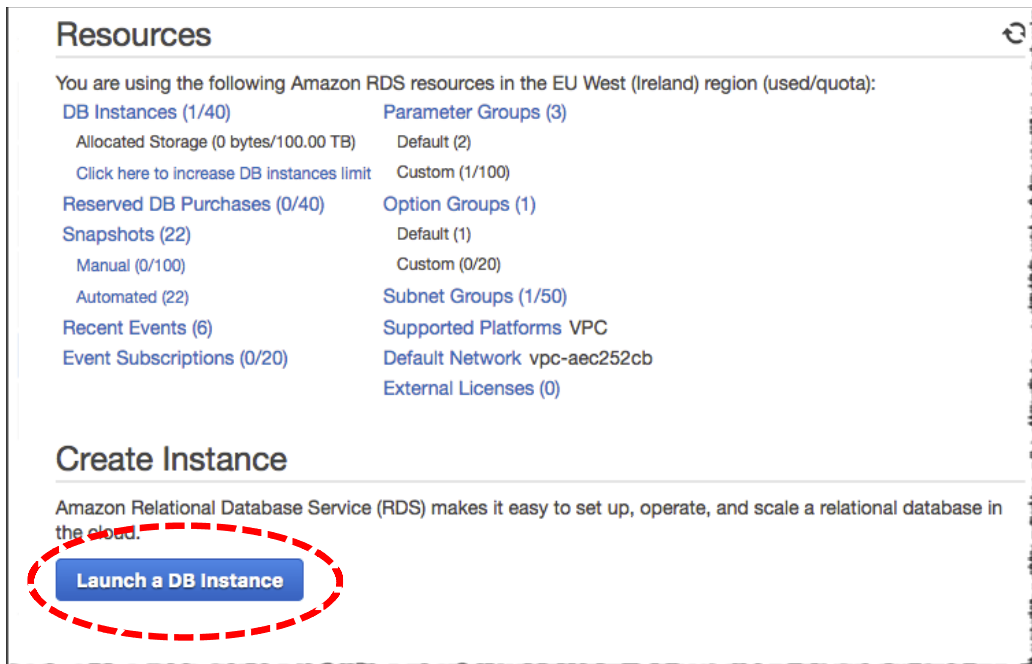 Resources
You are using the following Amazon RDS resources in the EU West (Ireland) region (used/quota):
DB Instances (1/40)
Allocated Storage (0 bytes/100.00 TB)
Click here to increase DB instances limit
Reserved DB Purchases (0/40)
Snapshots (22)
Manual (0/100)
Automated (22)
Recent Events (6)
Event Subscriptions (0/20)
Parameter Groups (3)
Default (2)
Custom (1/100)
Option Groups (1)
Default (1)
Custom (0/20)
Subnet Groups (1/50)
Supported Platforms VPC
Default Network vpc-aec252cb
External Licenses (0)
Create Instance
Amazon Relational Database Service (RDS) makes it easy to set up, operate, and scale a relational database in
the cloud.
Launch a DB Instance